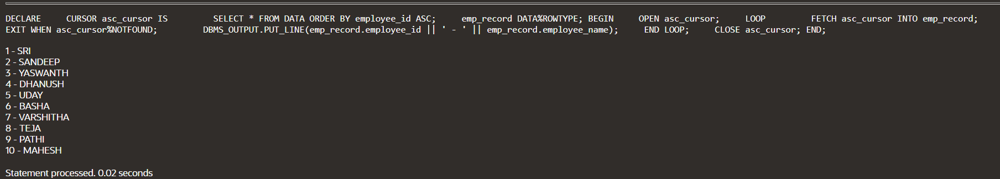 DECLARE     CURSOR asc_cursor IS         SELECT * FROM DATA ORDER BY employee_id ASC;     emp_record DATA%ROWTYPE; BEGIN     OPEN asc_cursor;     LOOP         FETCH asc_cursor INTO emp_record;
EXIT WHEN asc_cursor%NOTFOUND;         DBMS_OUTPUT.PUT_LINE(emp_record.employee_id || ' - ' || emp_record.employee_name);     END LOOP;     CLOSE asc_cursor; END;
1 - SRI
2 - SANDEEP
3 - YASWANTH
4 - DHANUSH
5 - UDAY
6 - BASHA
7 - VARSHITHA
8 - TEJA
9 - PATHI
10 - MAHESH
Statement processed. 0.02 seconds